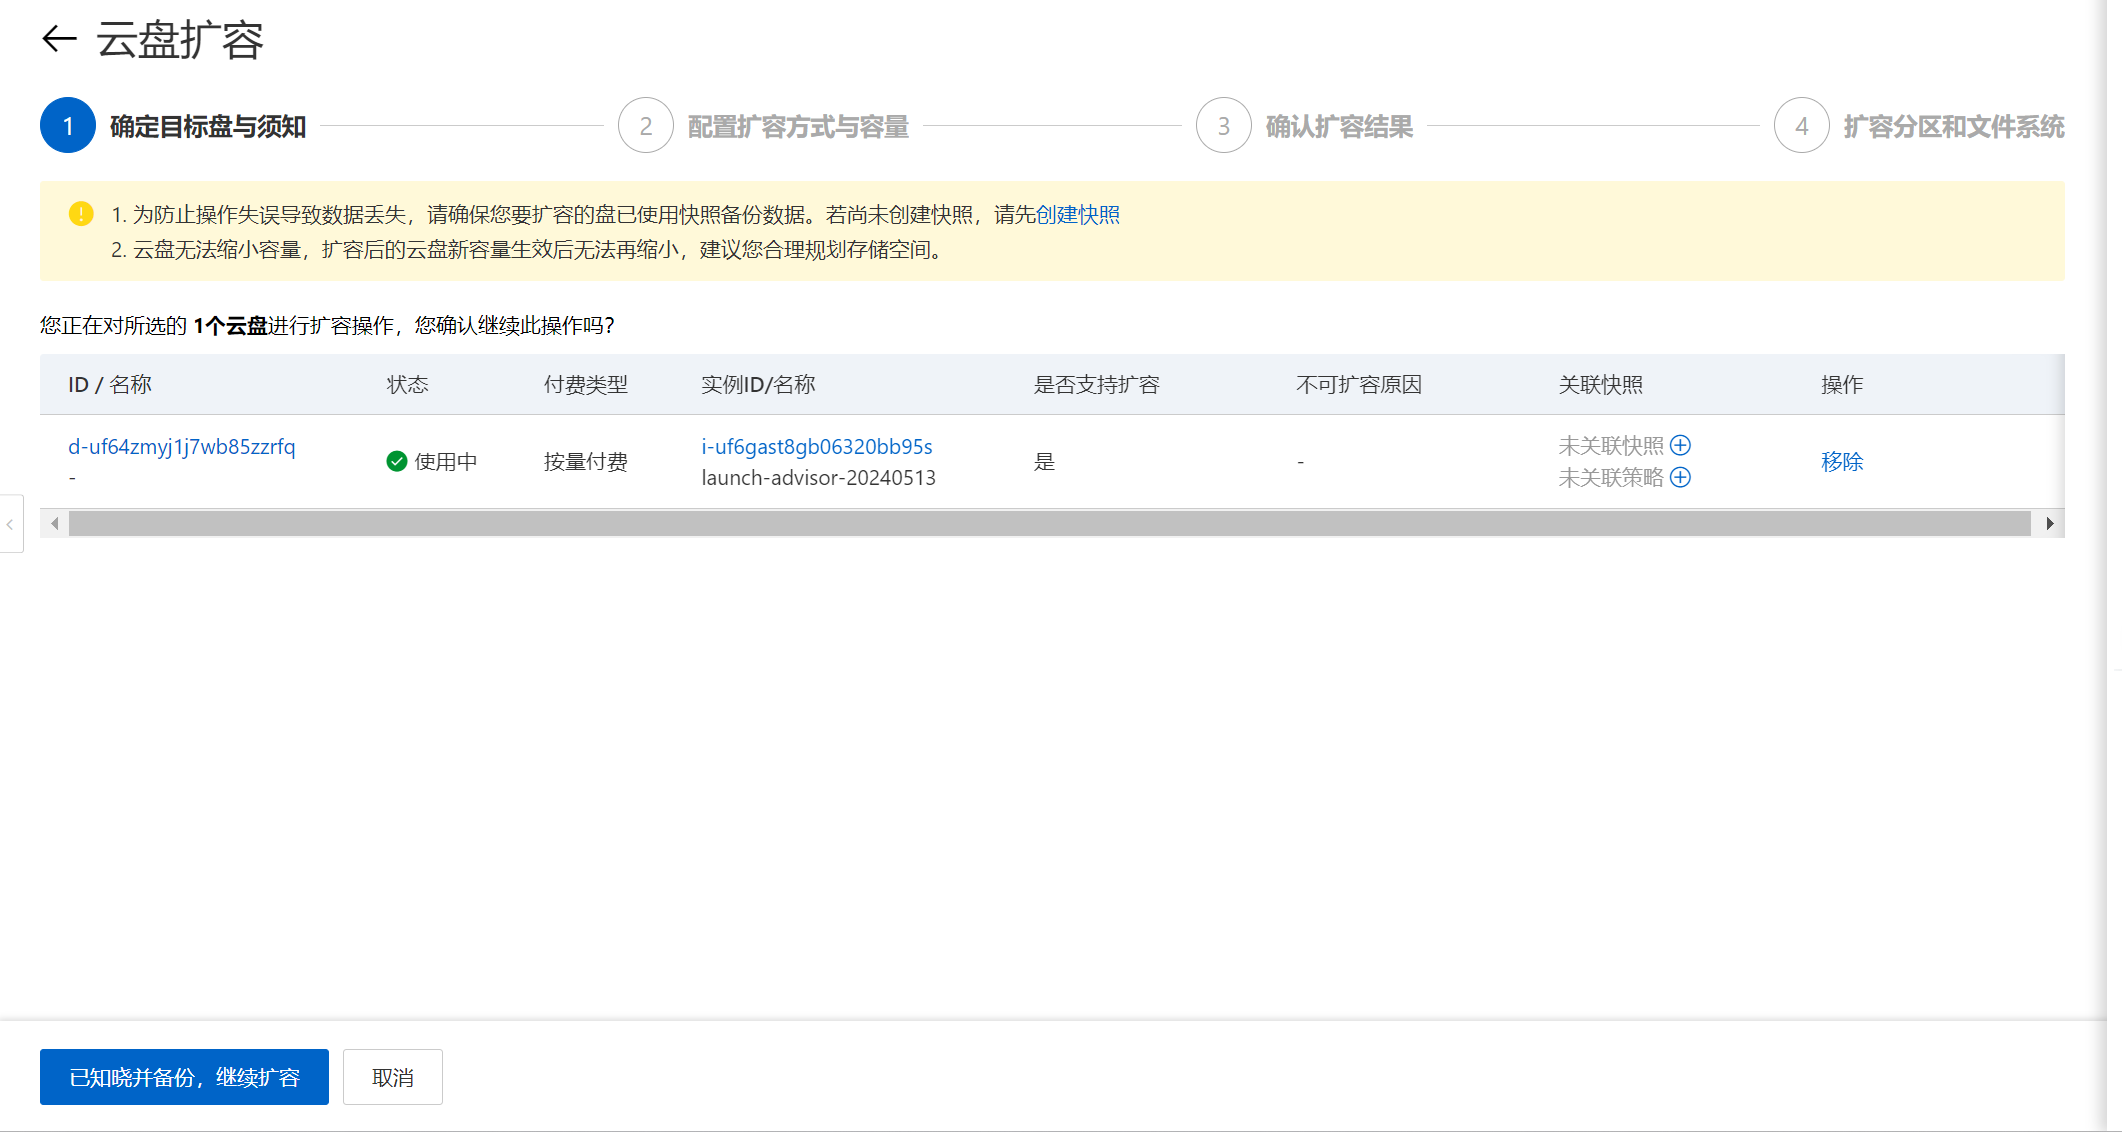 云盘扩容
1 确定目标盘与须知
2 配置扩容方式与容量
3 确认扩容结果
4 扩容分区和文件系统
1. 为防止操作失误导致数据丢失，请确保您要扩容的盘已使用快照备份数据。若尚未创建快照，请先创建快照
2. 云盘无法缩小容量，扩容后的云盘新容量生效后无法再缩小，建议您合理规划存储空间。
您正在对所选的 1个云盘进行扩容操作，您确认继续此操作吗？
ID / 名称 状态 付费类型 实例ID/名称 是否支持扩容 不可扩容原因 关联快照 操作
d-uf64zmyj1j7wb85zzrfq
-
使用中
按量付费
i-uf6gast8gb06320bb95s
launch-advisor-20240513
是
-
未关联快照
未关联策略
移除
已知晓并备份，继续扩容
取消